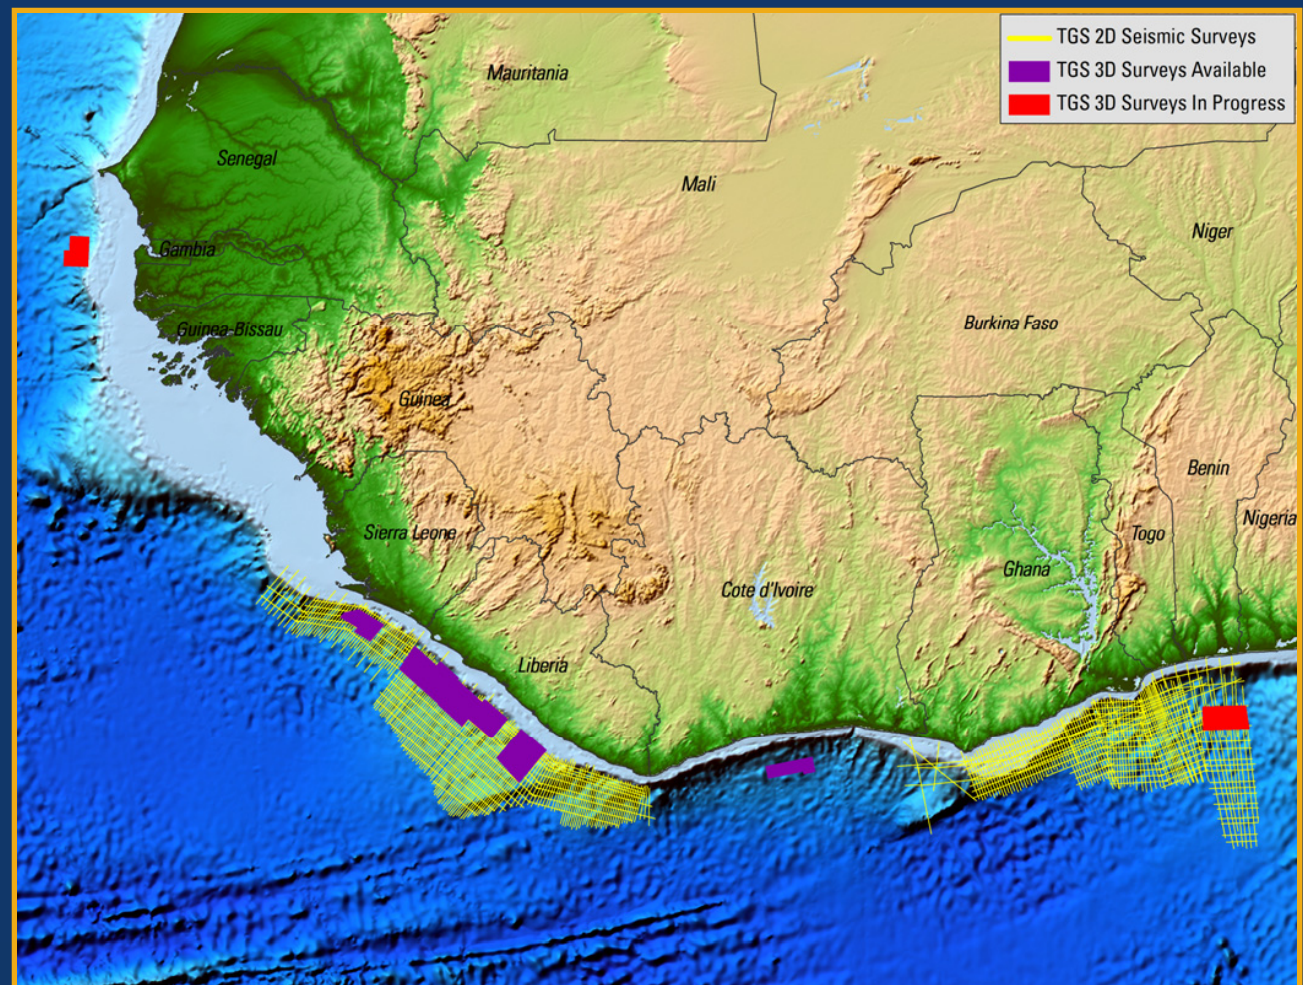 TGS 2D Seismic Surveys
TGS 3D Surveys Available
TGS 3D Surveys In Progress
Mauritania
Senegal
Mali
Gambia
Niger
Guinea-Bissau
Burkina Faso
Guinea
Benin
Sierra Leone
Nigeria
Togo
Ghana
Cote d'Ivoire
Liberia